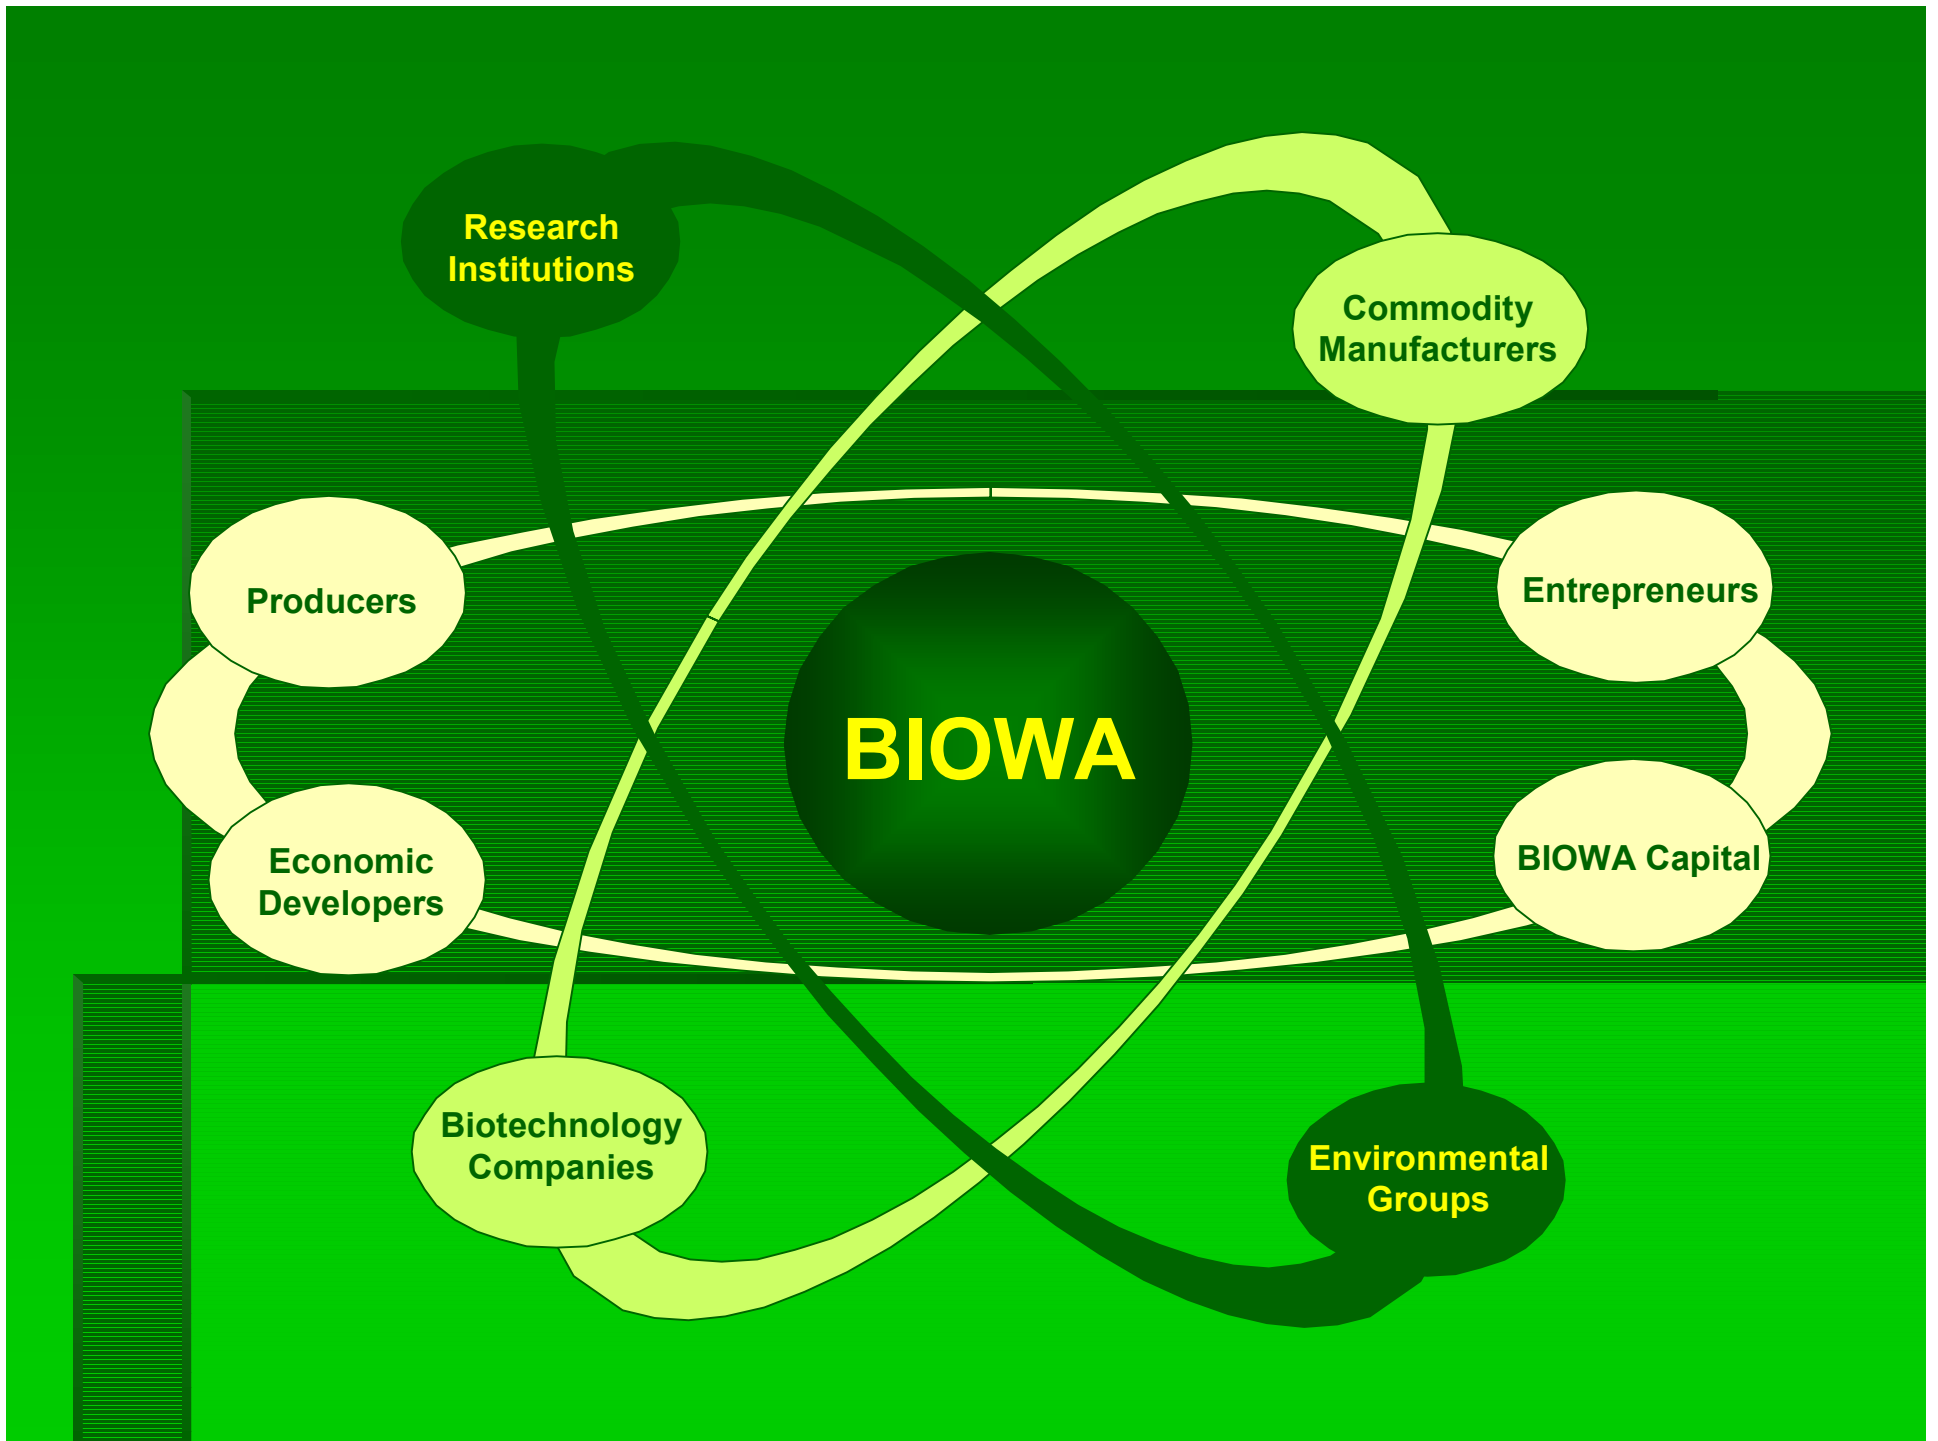 Research
Institutions
Commodity
Manufacturers
Producers
Entrepreneurs
BIOWA
Economic
Developers
BIOWA Capital
Biotechnology
Companies
Environmental
Groups